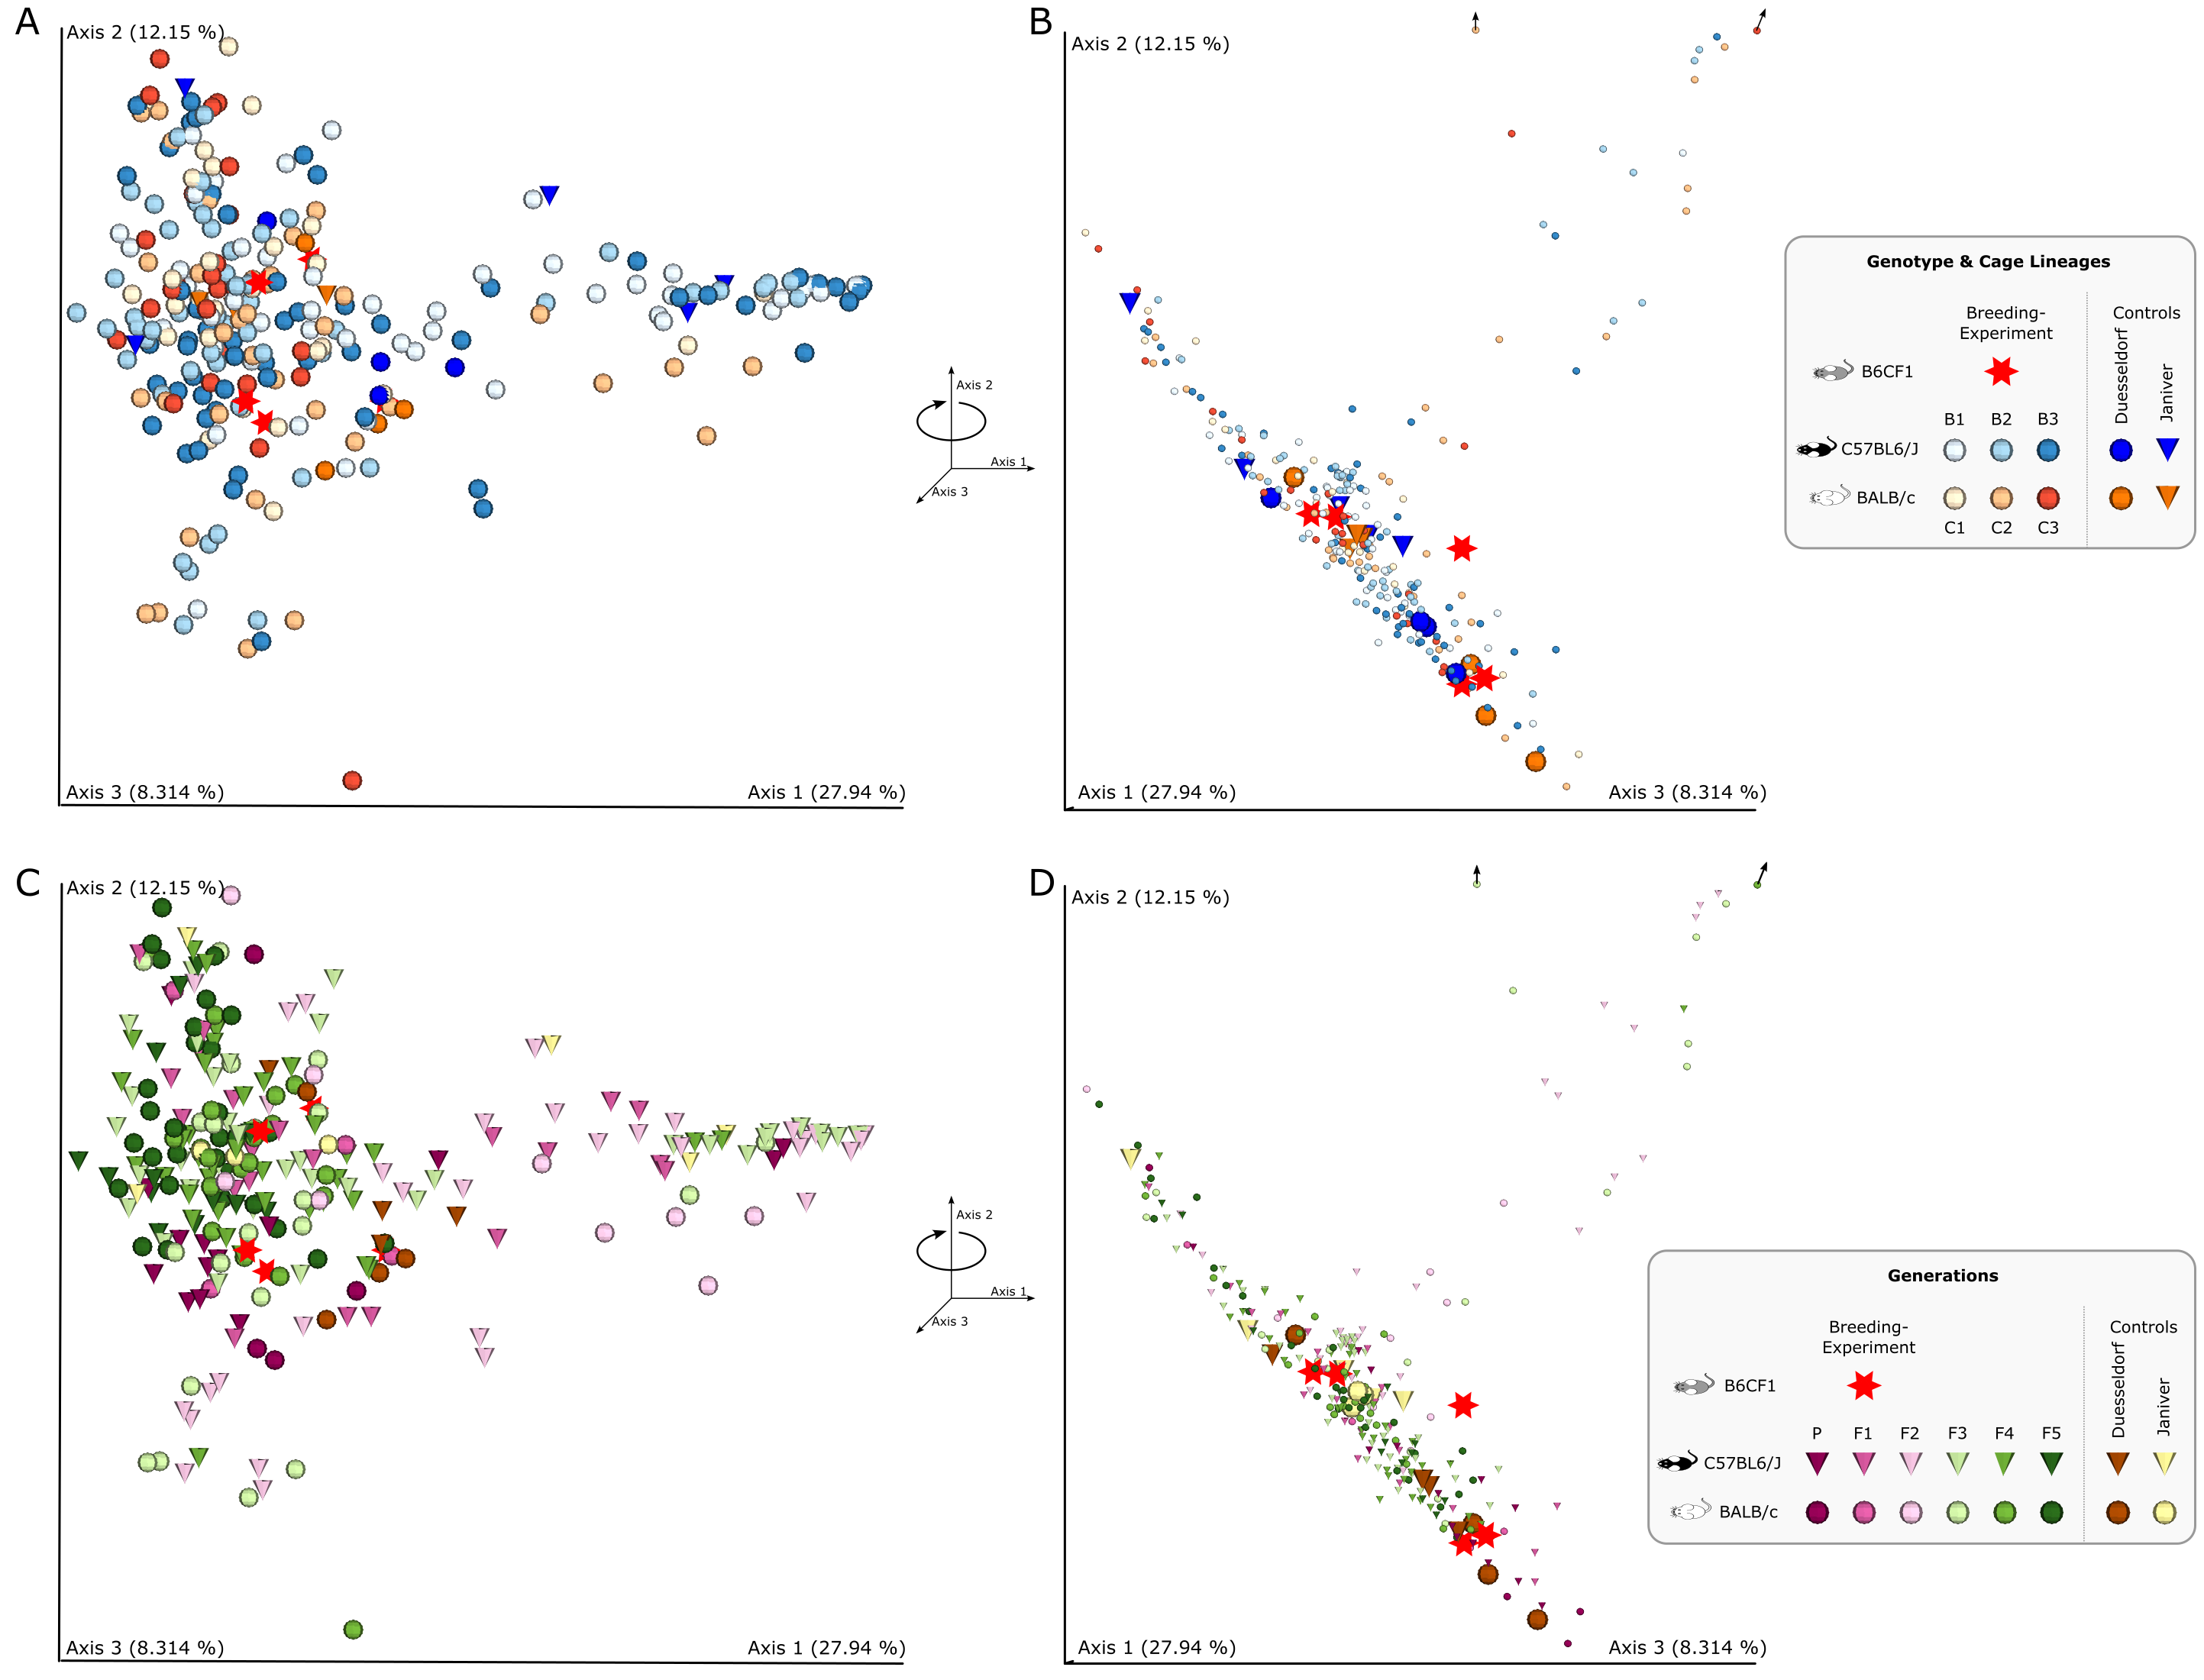 A
Axis 2 (12.15 %)
Axis 3 (8.314 %)
Axis 1 (27.94 %)
Axis 2
Axis 1
Axis 3
B
Axis 2 (12.15 %)
Axis 1 (27.94 %)
Axis 3 (8.314 %)
Genotype & Cage Lineages
Breeding-
Experiment
Controls
Duesseldorf
Janiver
B6CF1
B1 B2 B3
C57BL6/J
BALB/c
C1 C2 C3
C
Axis 2 (12.15 %)
Axis 3 (8.314 %)
Axis 1 (27.94 %)
Axis 2
Axis 1
Axis 3
D
Axis 2 (12.15 %)
Axis 1 (27.94 %)
Axis 3 (8.314 %)
Generations
Breeding-
Experiment
Controls
Duesseldorf
Janiver
B6CF1
P F1 F2 F3 F4 F5
C57BL6/J
BALB/c